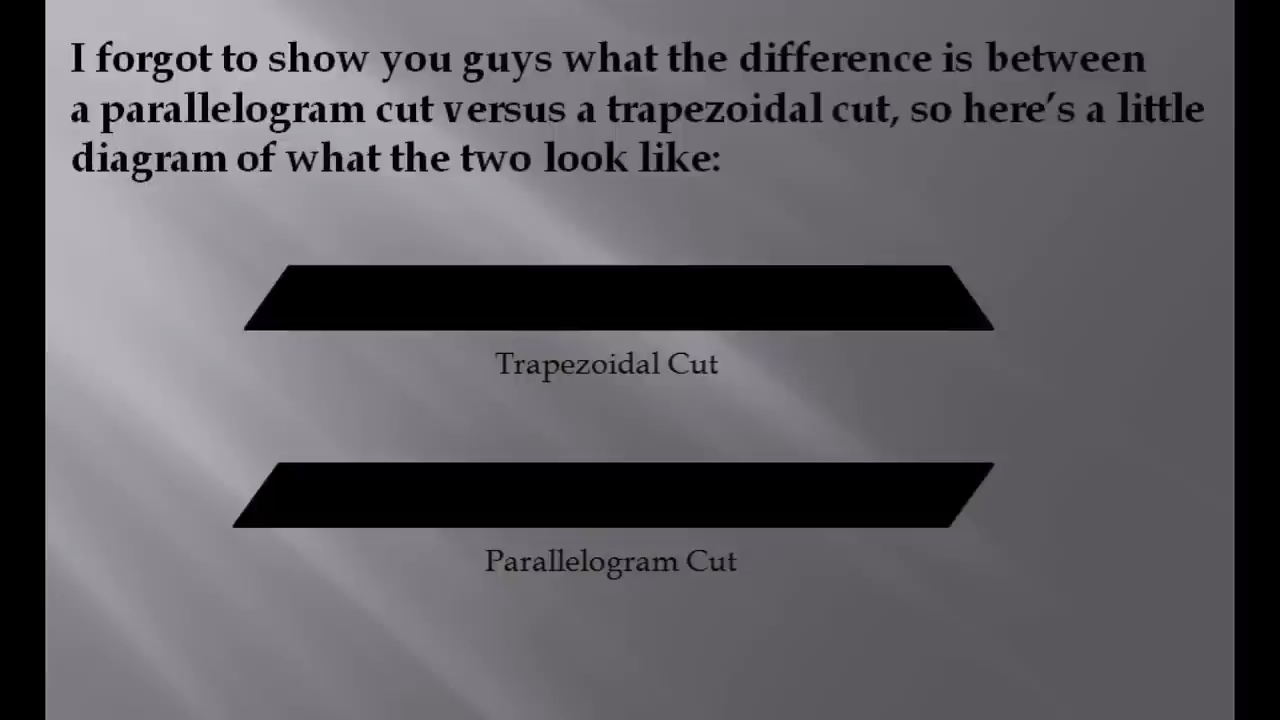 I forgot to show you guys what the difference is between
a parallelogram cut versus a trapezoidal cut, so here’s a little
diagram of what the two look like:
Trapezoidal Cut
Parallelogram Cut